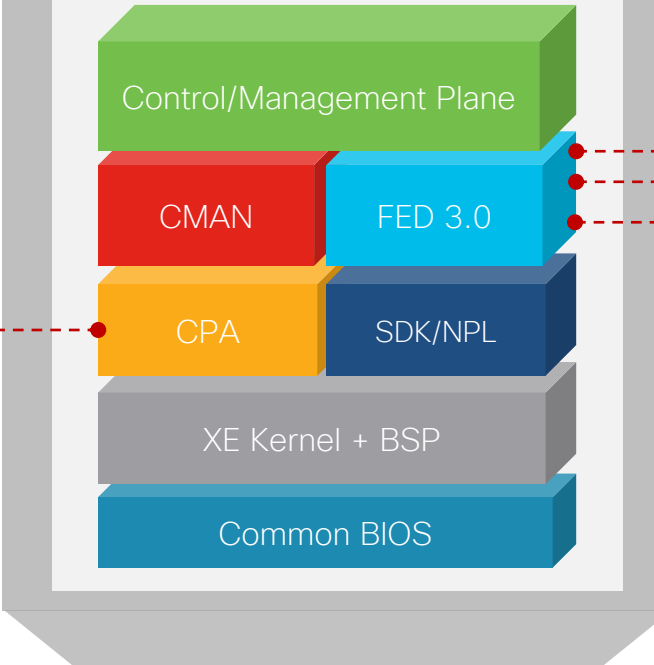 Control/Management Plane
CMAN
FED 3.0
CPA
SDK/NPL
XE Kernel + BSP
Common BIOS